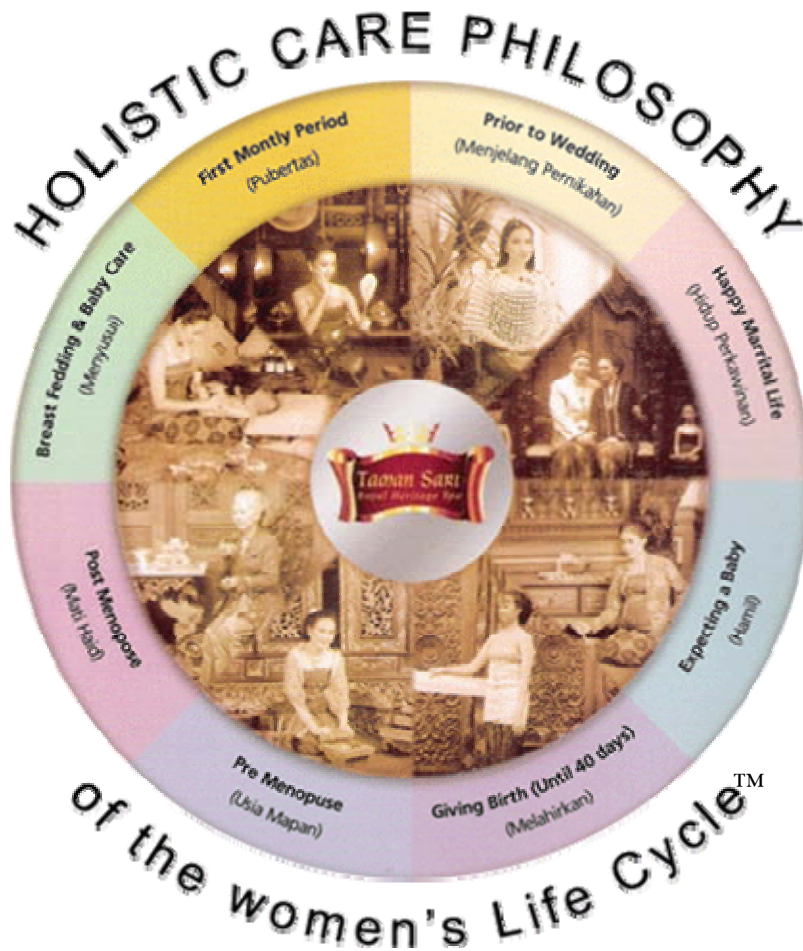 HOLISTIC CARE PHILOSOPHY
First Montly Period
(Pubertas)
Prior to Wedding
(Menjelang Pernikahan)
Happy Marrital Life
(Hidup Perkawinan)
Expecting a Baby
(Hamil)
Giving Birth (Until 40 days)
(Melahirkan)
Pre Menopuse
(Usia Mapan)
Post Menopose
(Mati Haid)
Breast Fedding & Baby Care
(Menyusui)
Taman Sari
Royal Heritage Spa
of the women's Life Cycle™